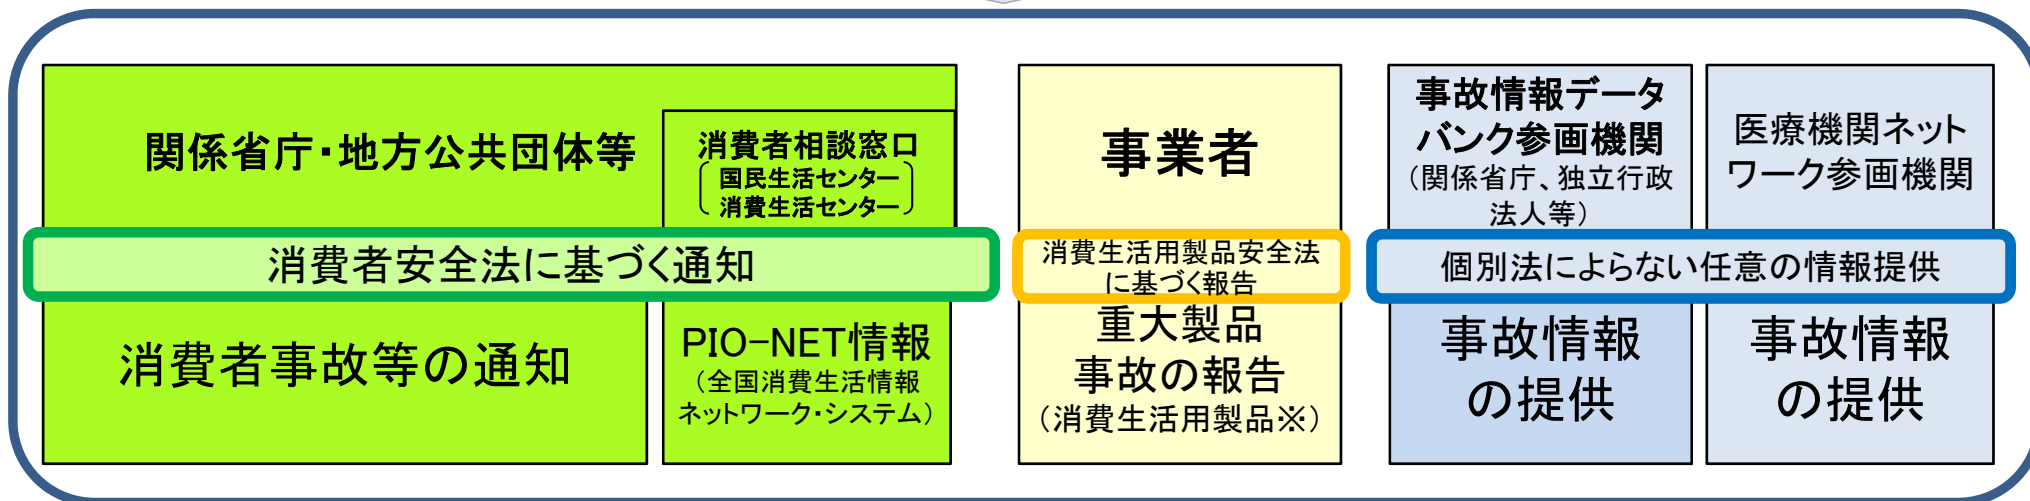 関係省庁・地方公共団体等
消費者相談窓口
国民生活センター
消費生活センター
消費者安全法に基づく通知
消費者事故等の通知
PIO-NET情報
（全国消費生活情報
ネットワーク・システム）
事業者
消費生活用製品安全法
に基づく報告
重大製品
事故の報告
（消費生活用製品※）
事故情報データ
バンク参画機関
（関係省庁、独立行政
法人等）
医療機関ネット
ワーク参画機関
個別法によらない任意の情報提供
事故情報
の提供
事故情報
の提供